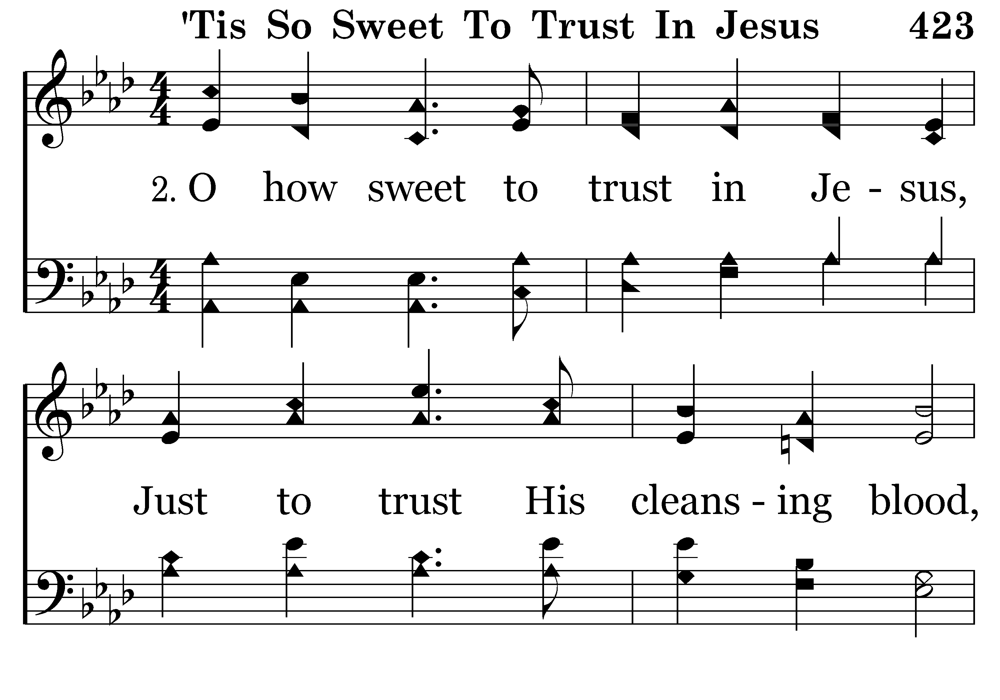 'Tis So Sweet To Trust In Jesus 423
2. O how sweet to trust in Je - sus,
Just to trust His cleans - ing blood,